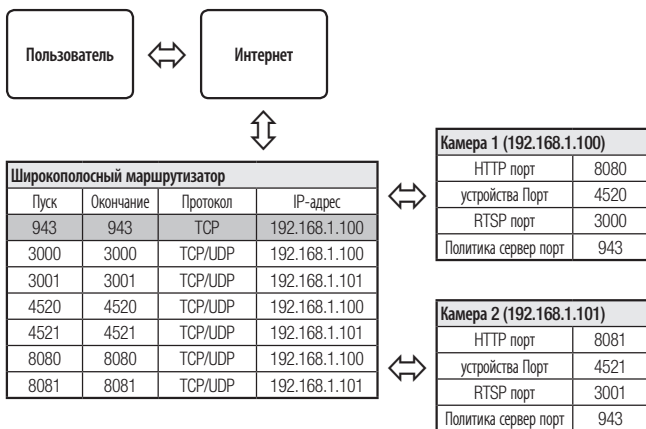 Пользователь
Интернет
Широкополосный маршрутизатор
Пуск Окончание Протокол IP-адрес
943 943 TCP 192.168.1.100
3000 3000 TCP/UDP 192.168.1.100
3001 3001 TCP/UDP 192.168.1.101
4520 4520 TCP/UDP 192.168.1.100
4521 4521 TCP/UDP 192.168.1.101
8080 8080 TCP/UDP 192.168.1.100
8081 8081 TCP/UDP 192.168.1.101
Камера 1 (192.168.1.100)
HTTP порт 8080
устройства Порт 4520
RTSP порт 3000
Политика сервер порт 943
Камера 2 (192.168.1.101)
HTTP порт 8081
устройства Порт 4521
RTSP порт 3001
Политика сервер порт 943